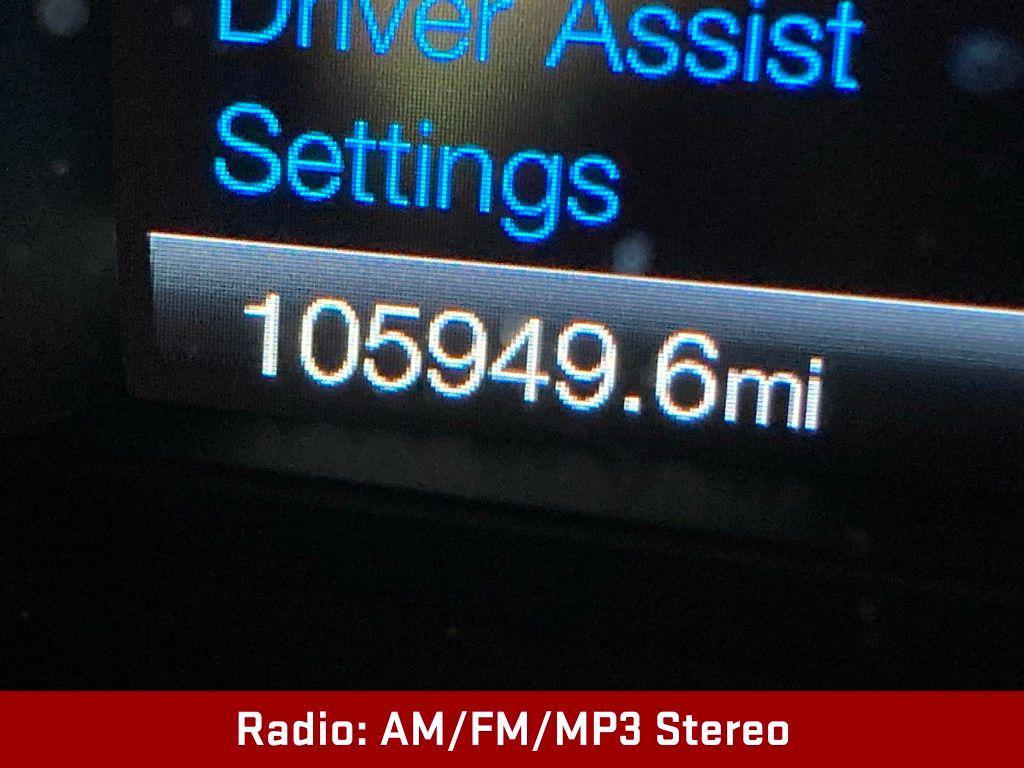 Driver Assist
Settings
105949.6mi
Radio: AM/FM/MP3 Stereo